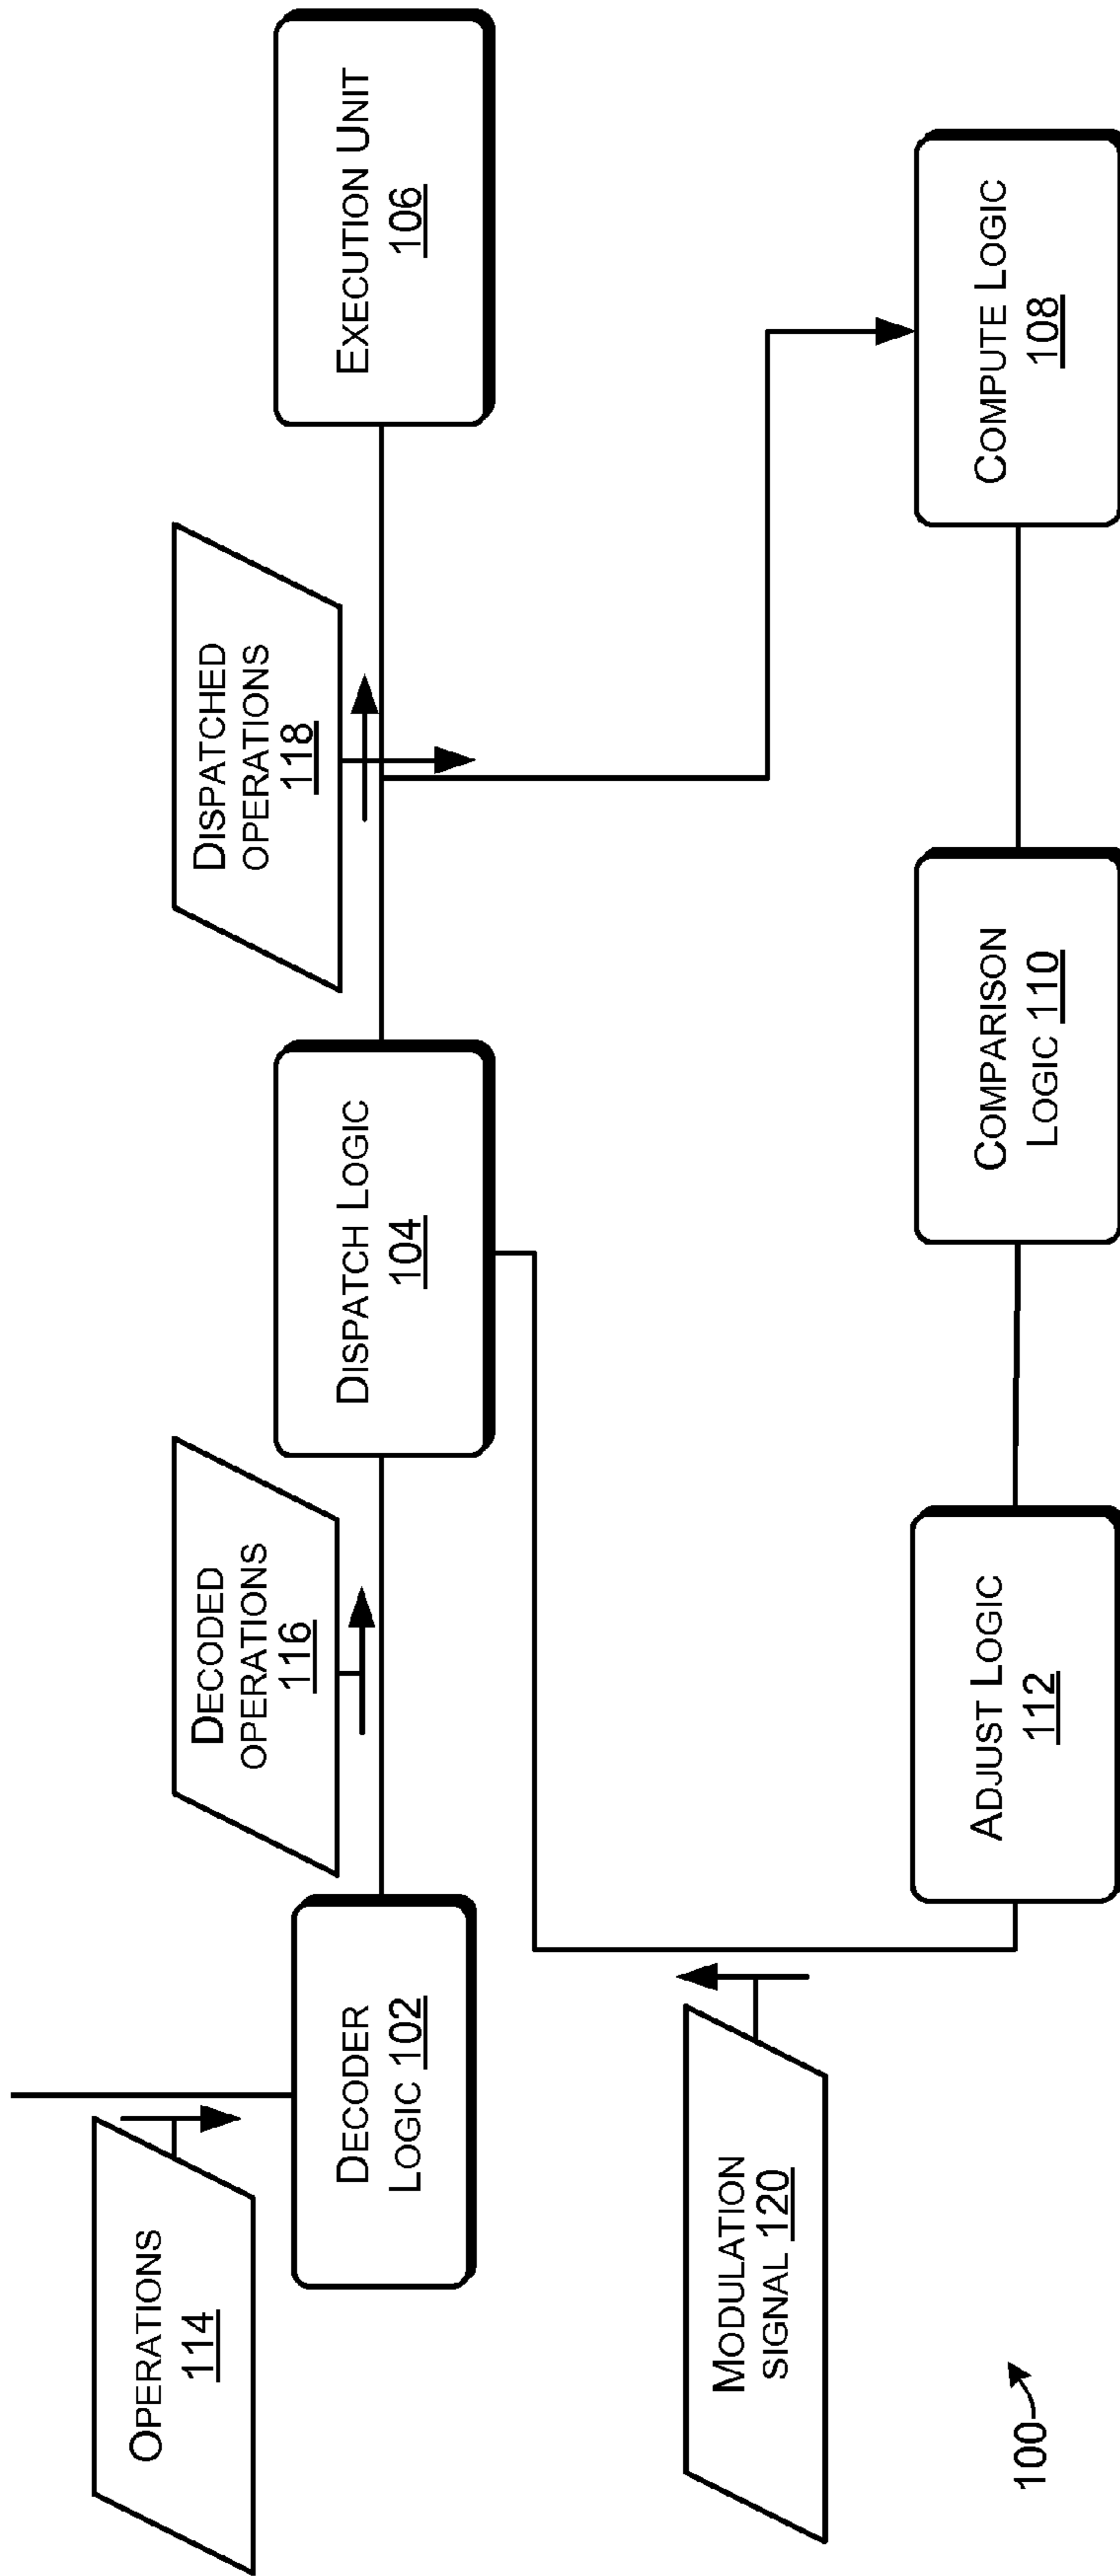 OPERATIONS
114
DECODER
LOGIC 102
DECODED
OPERATIONS
116
DISPATCH LOGIC
104
DISPATCHED
OPERATIONS
118
EXECUTION UNIT
106
MODULATION
SIGNAL 120
ADJUST LOGIC
112
COMPARISON
LOGIC 110
COMPUTE LOGIC
108
100